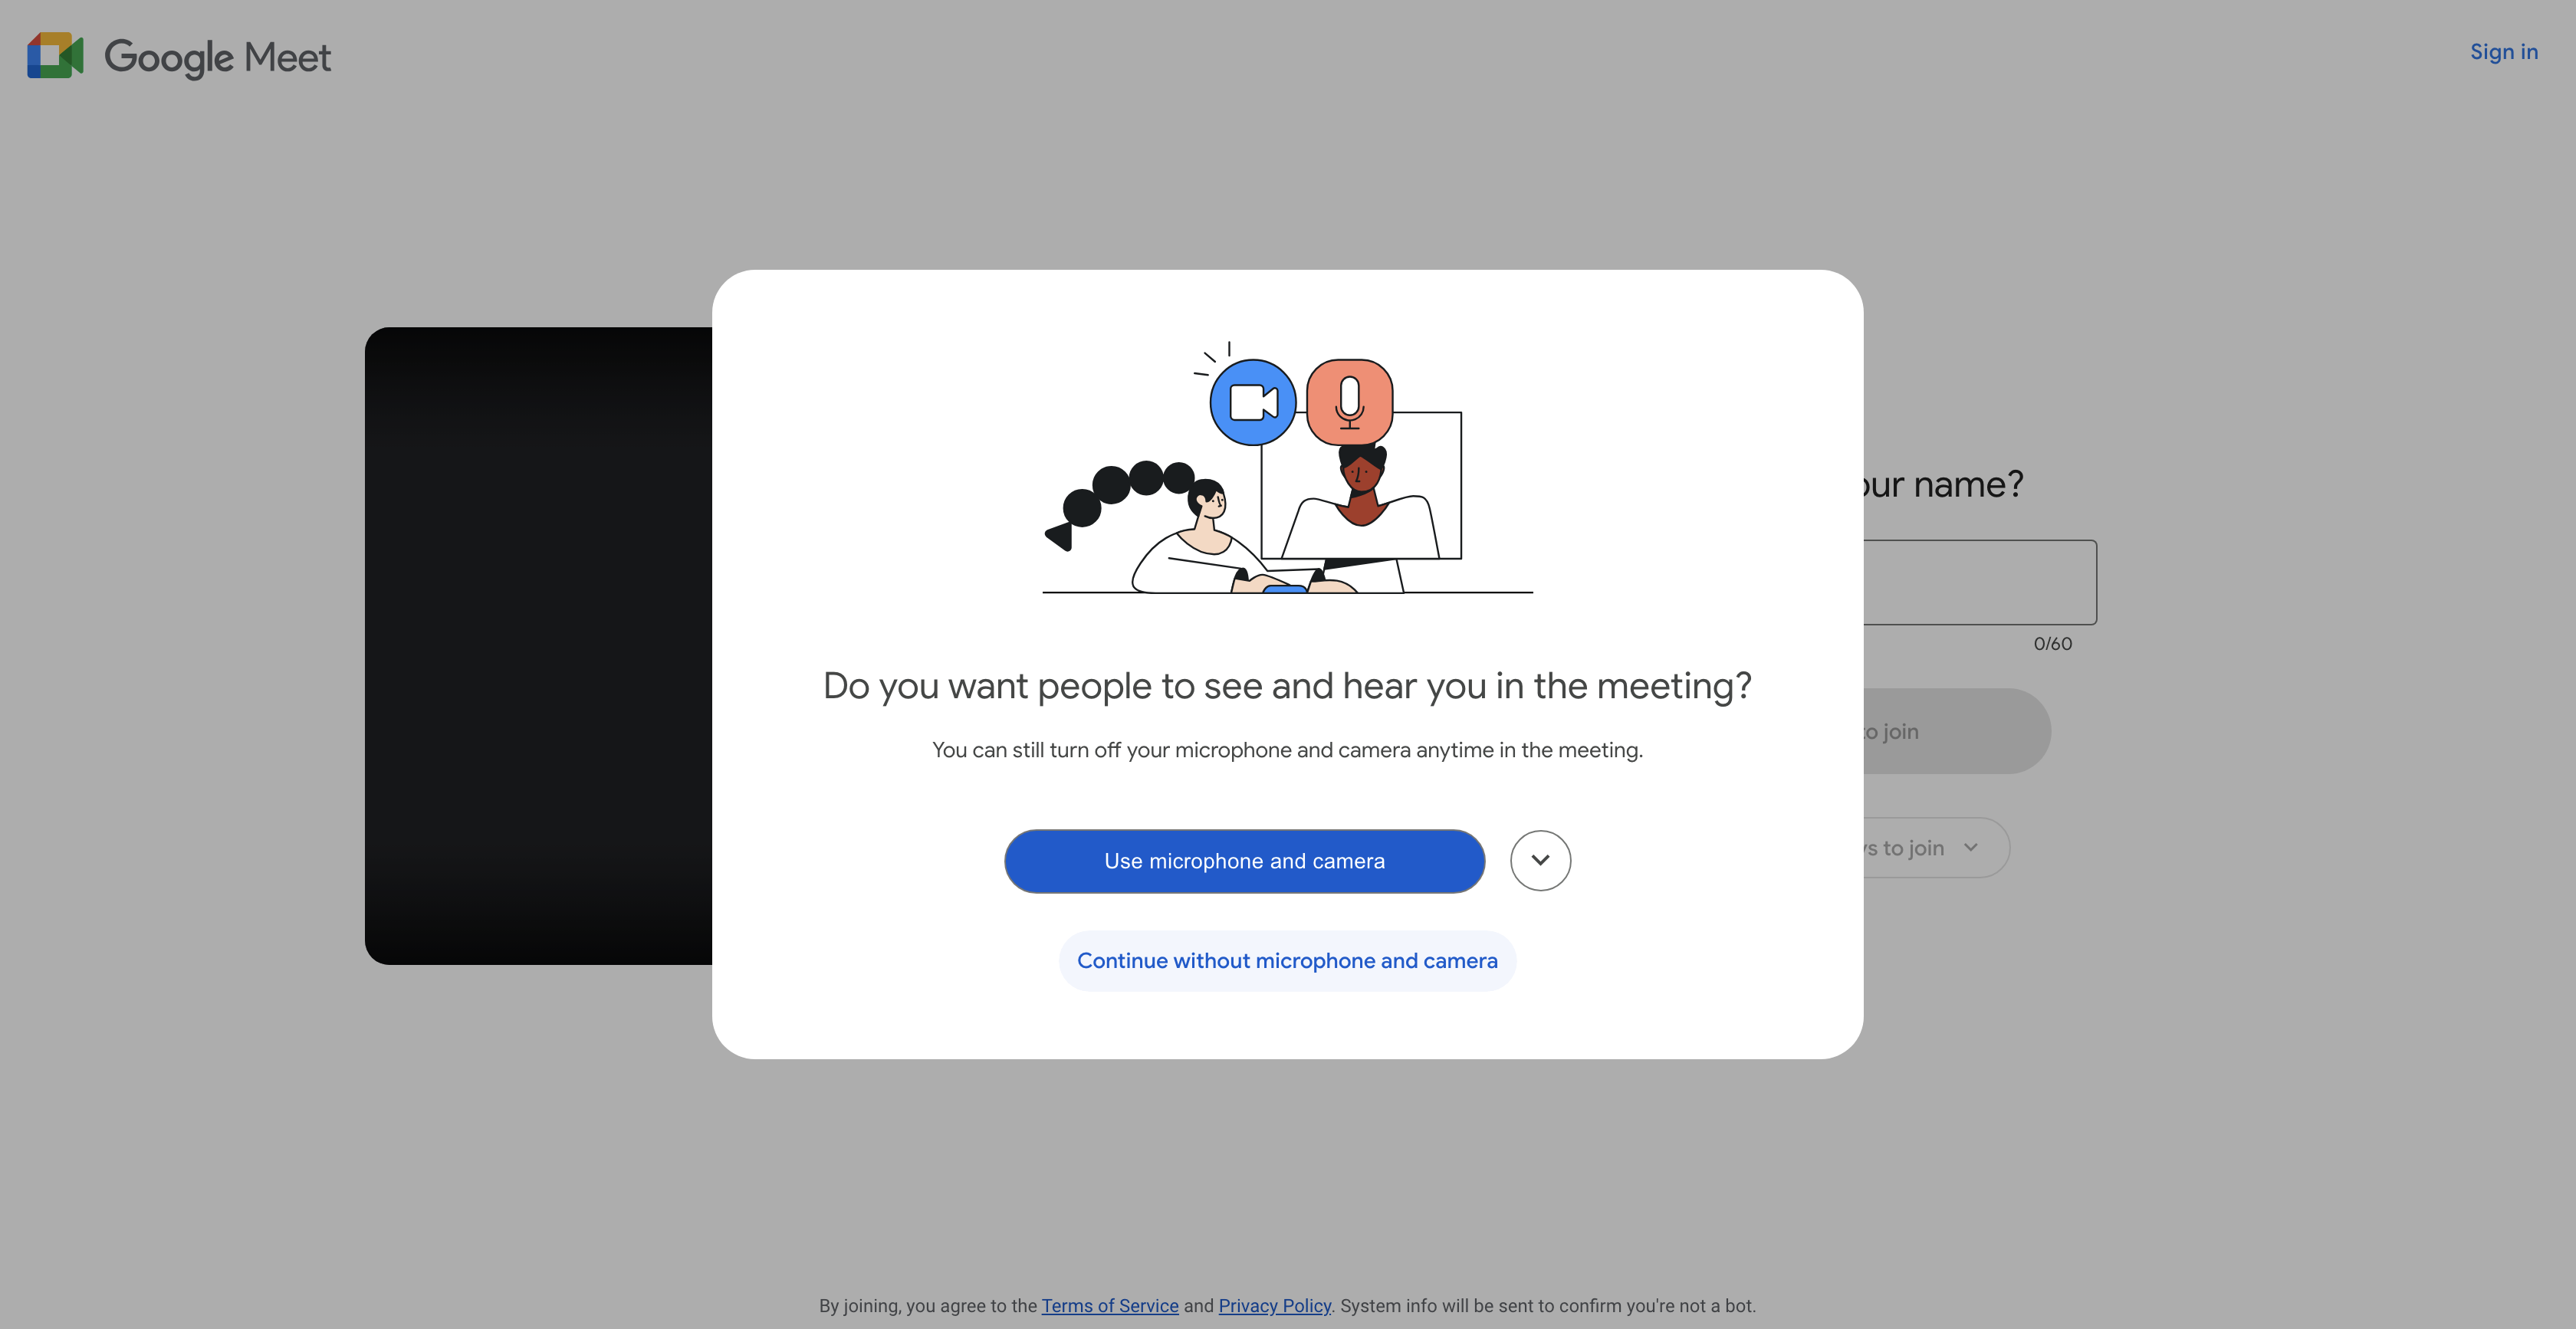 Google Meet
Sign in
our name?
0/60
Do you want people to see and hear you in the meeting?
You can still turn off your microphone and camera anytime in the meeting.
to join
Use microphone and camera
to join
Continue without microphone and camera
By joining, you agree to the Terms of Service and Privacy Policy. System info will be sent to confirm you're not a bot.